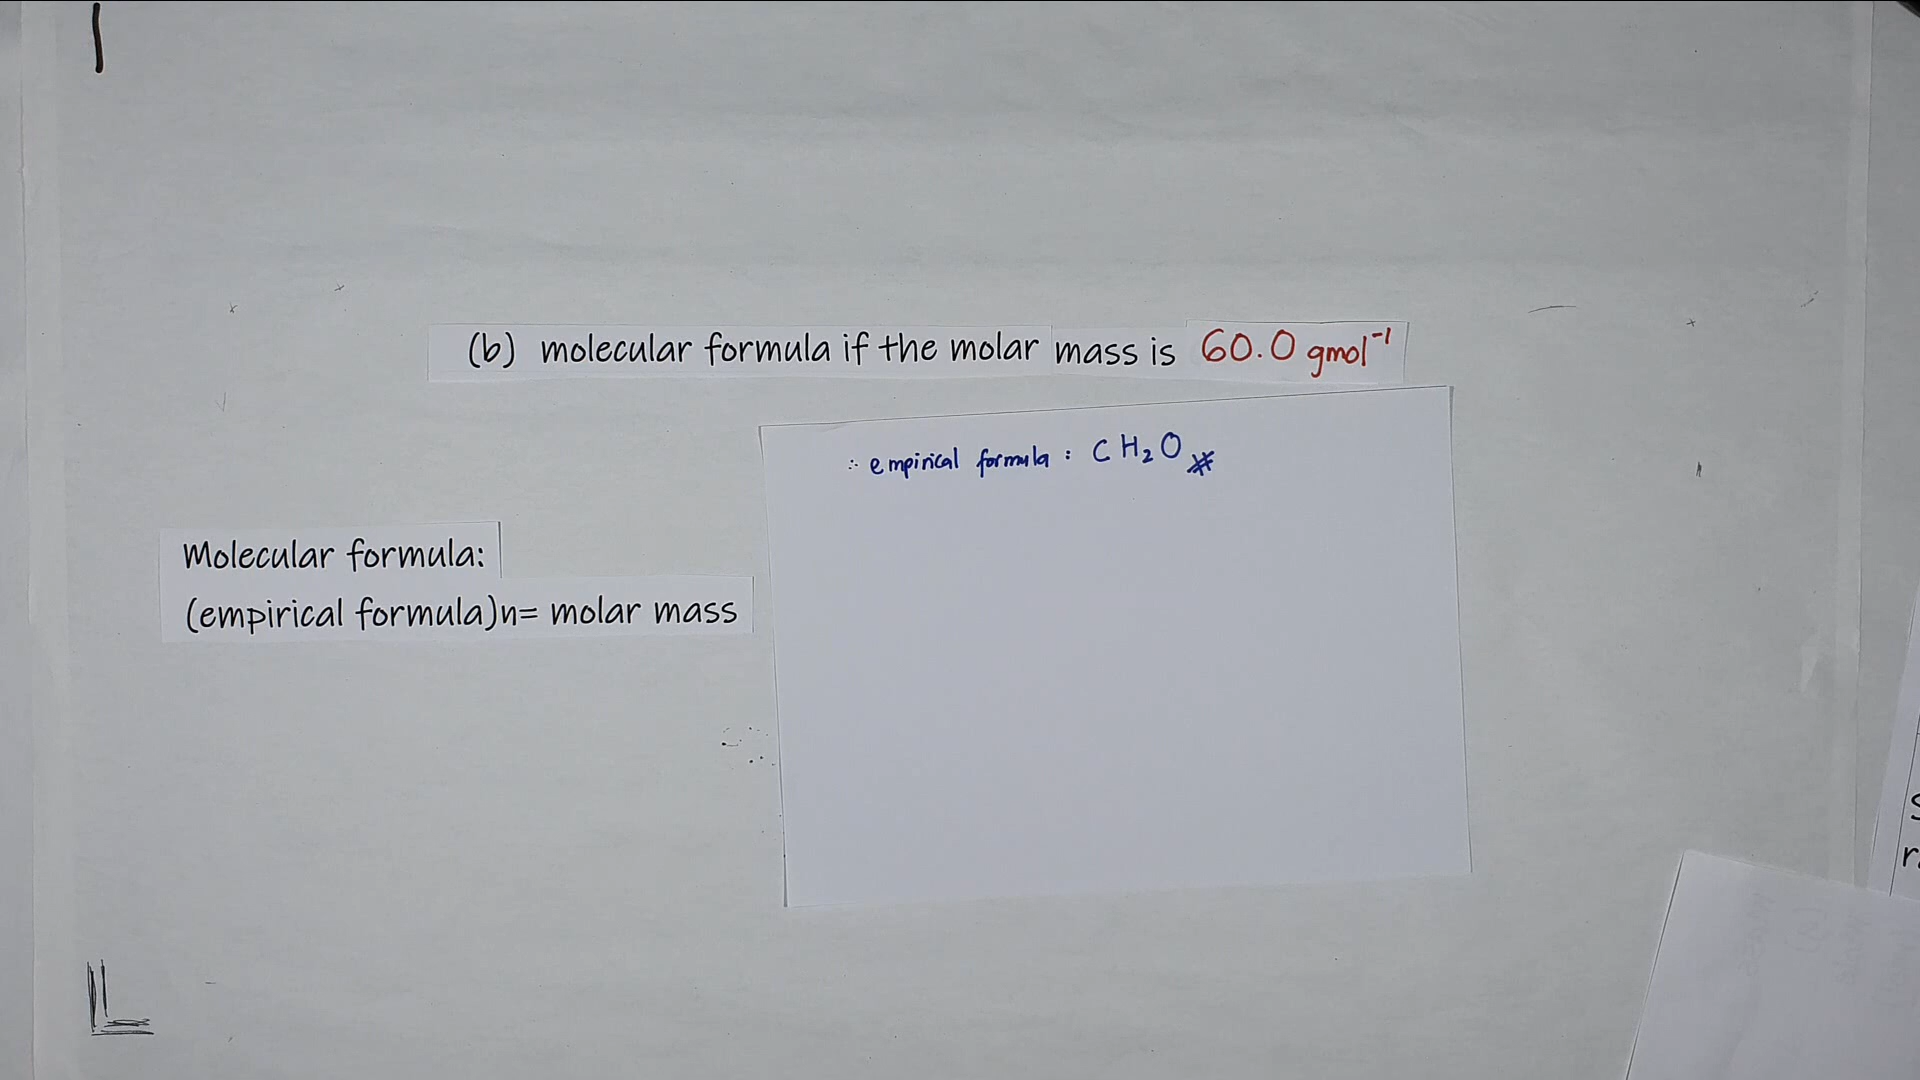 (b) molecular formula if the molar mass is 60.0 gmol⁻¹
∴ empirical formula : CH₂O
Molecular formula:
(empirical formula)n= molar mass